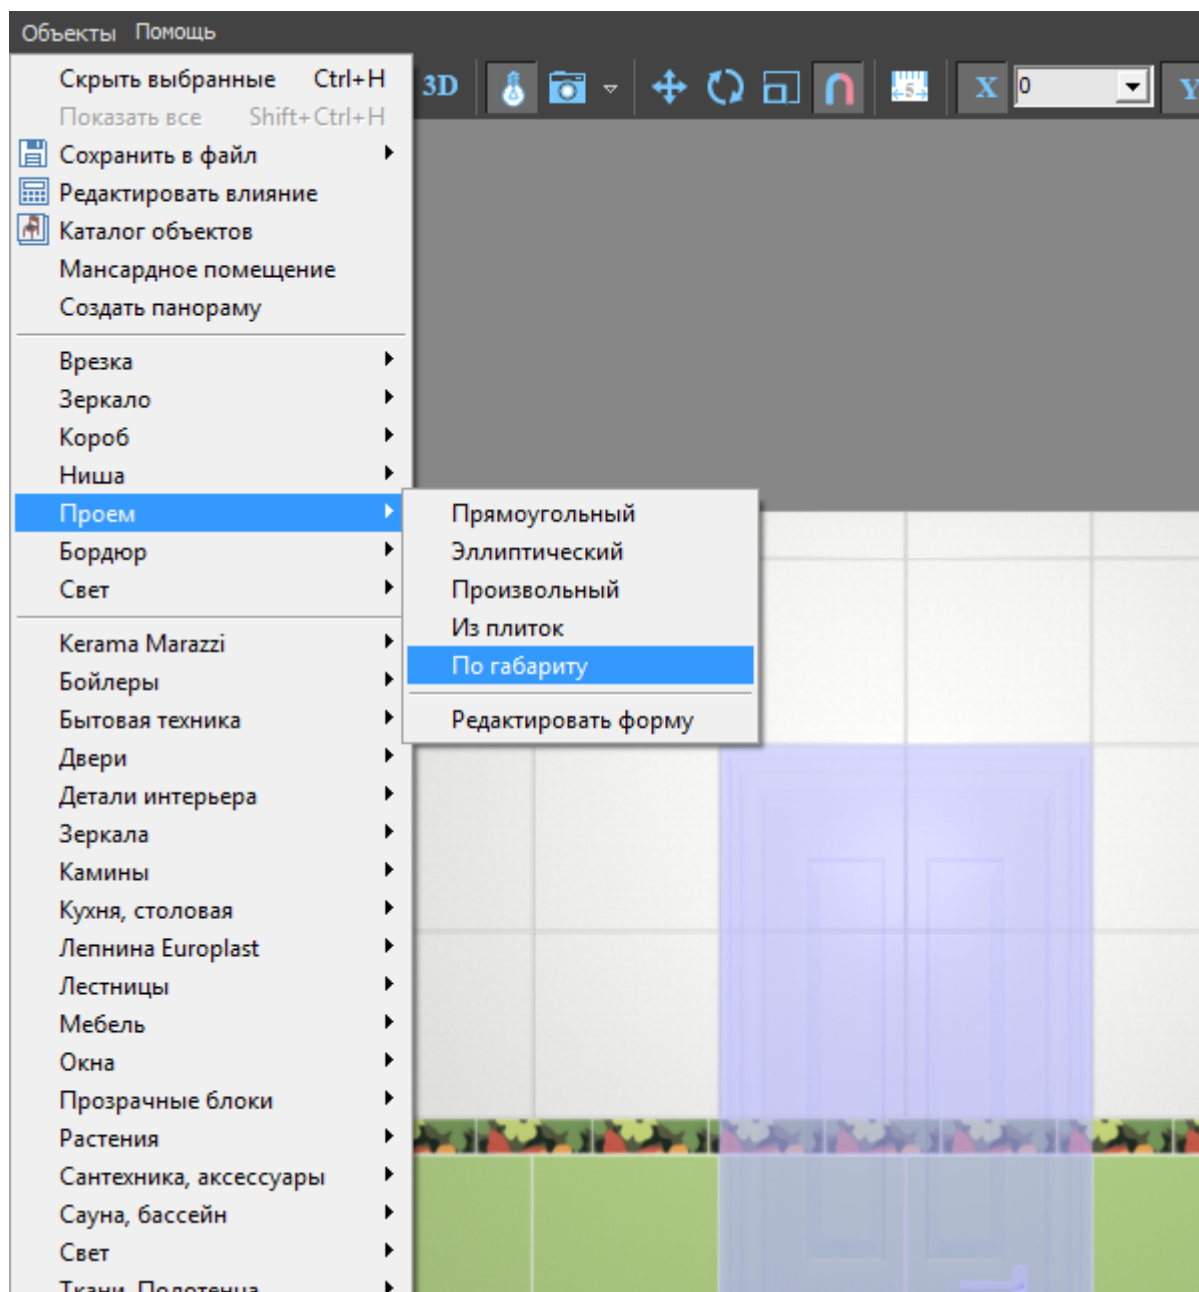 Объекты Помощь
Скрыть выбранные Ctrl+H
3D
5
X
0
Y
Показать все Shift+Ctrl+H
Сохранить в файл
Редактировать влияние
Каталог объектов
Мансардное помещение
Создать панораму
Врезка
Зеркало
Короб
Ниша
Проем
Бордюр
Свет
Прямоугольный
Эллиптический
Произвольный
Из плиток
По габариту
Редактировать форму
Kerama Marazzi
Бойлеры
Бытовая техника
Двери
Детали интерьера
Зеркала
Камины
Кухня, столовая
Лепнина Europlast
Лестницы
Мебель
Окна
Прозрачные блоки
Растения
Сантехника, аксессуары
Сауна, бассейн
Свет
Ткани, Полотенца